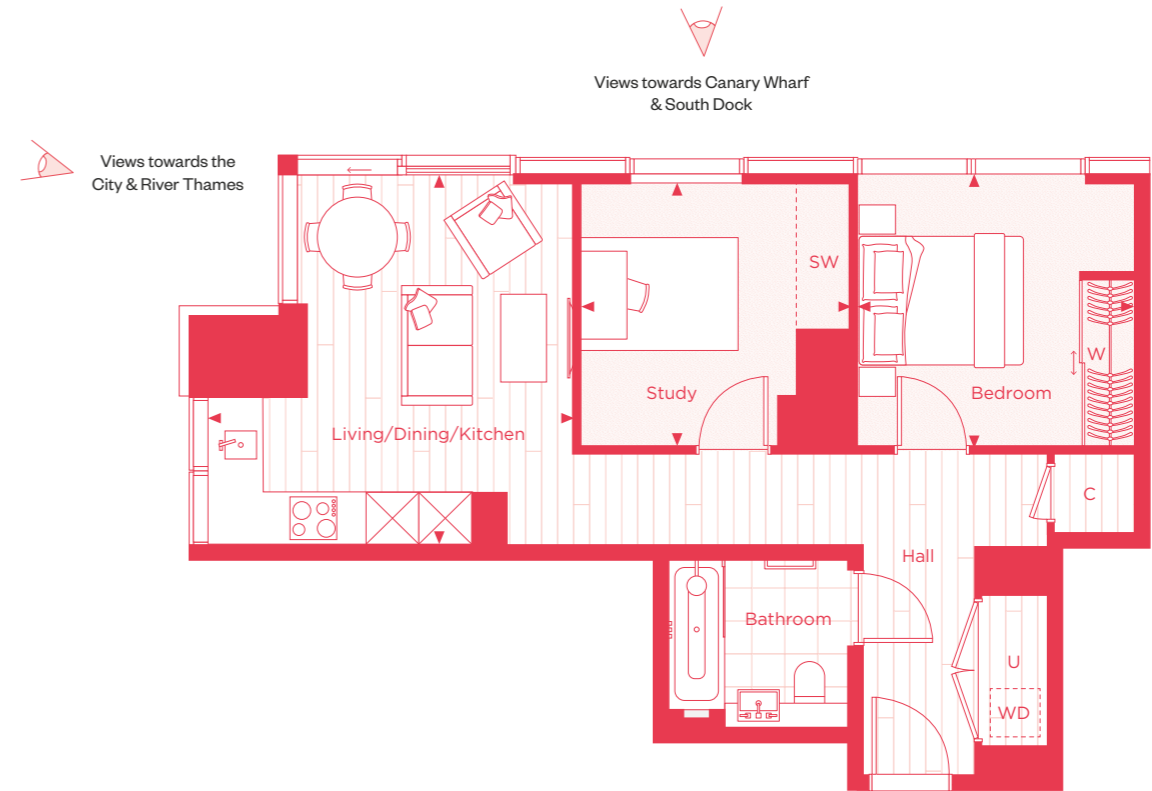 Views towards Canary Wharf
& South Dock
Views towards the
City & River Thames
SW
W
Study
Bedroom
Living/Dining/Kitchen
C
Hall
Bathroom
U
WD